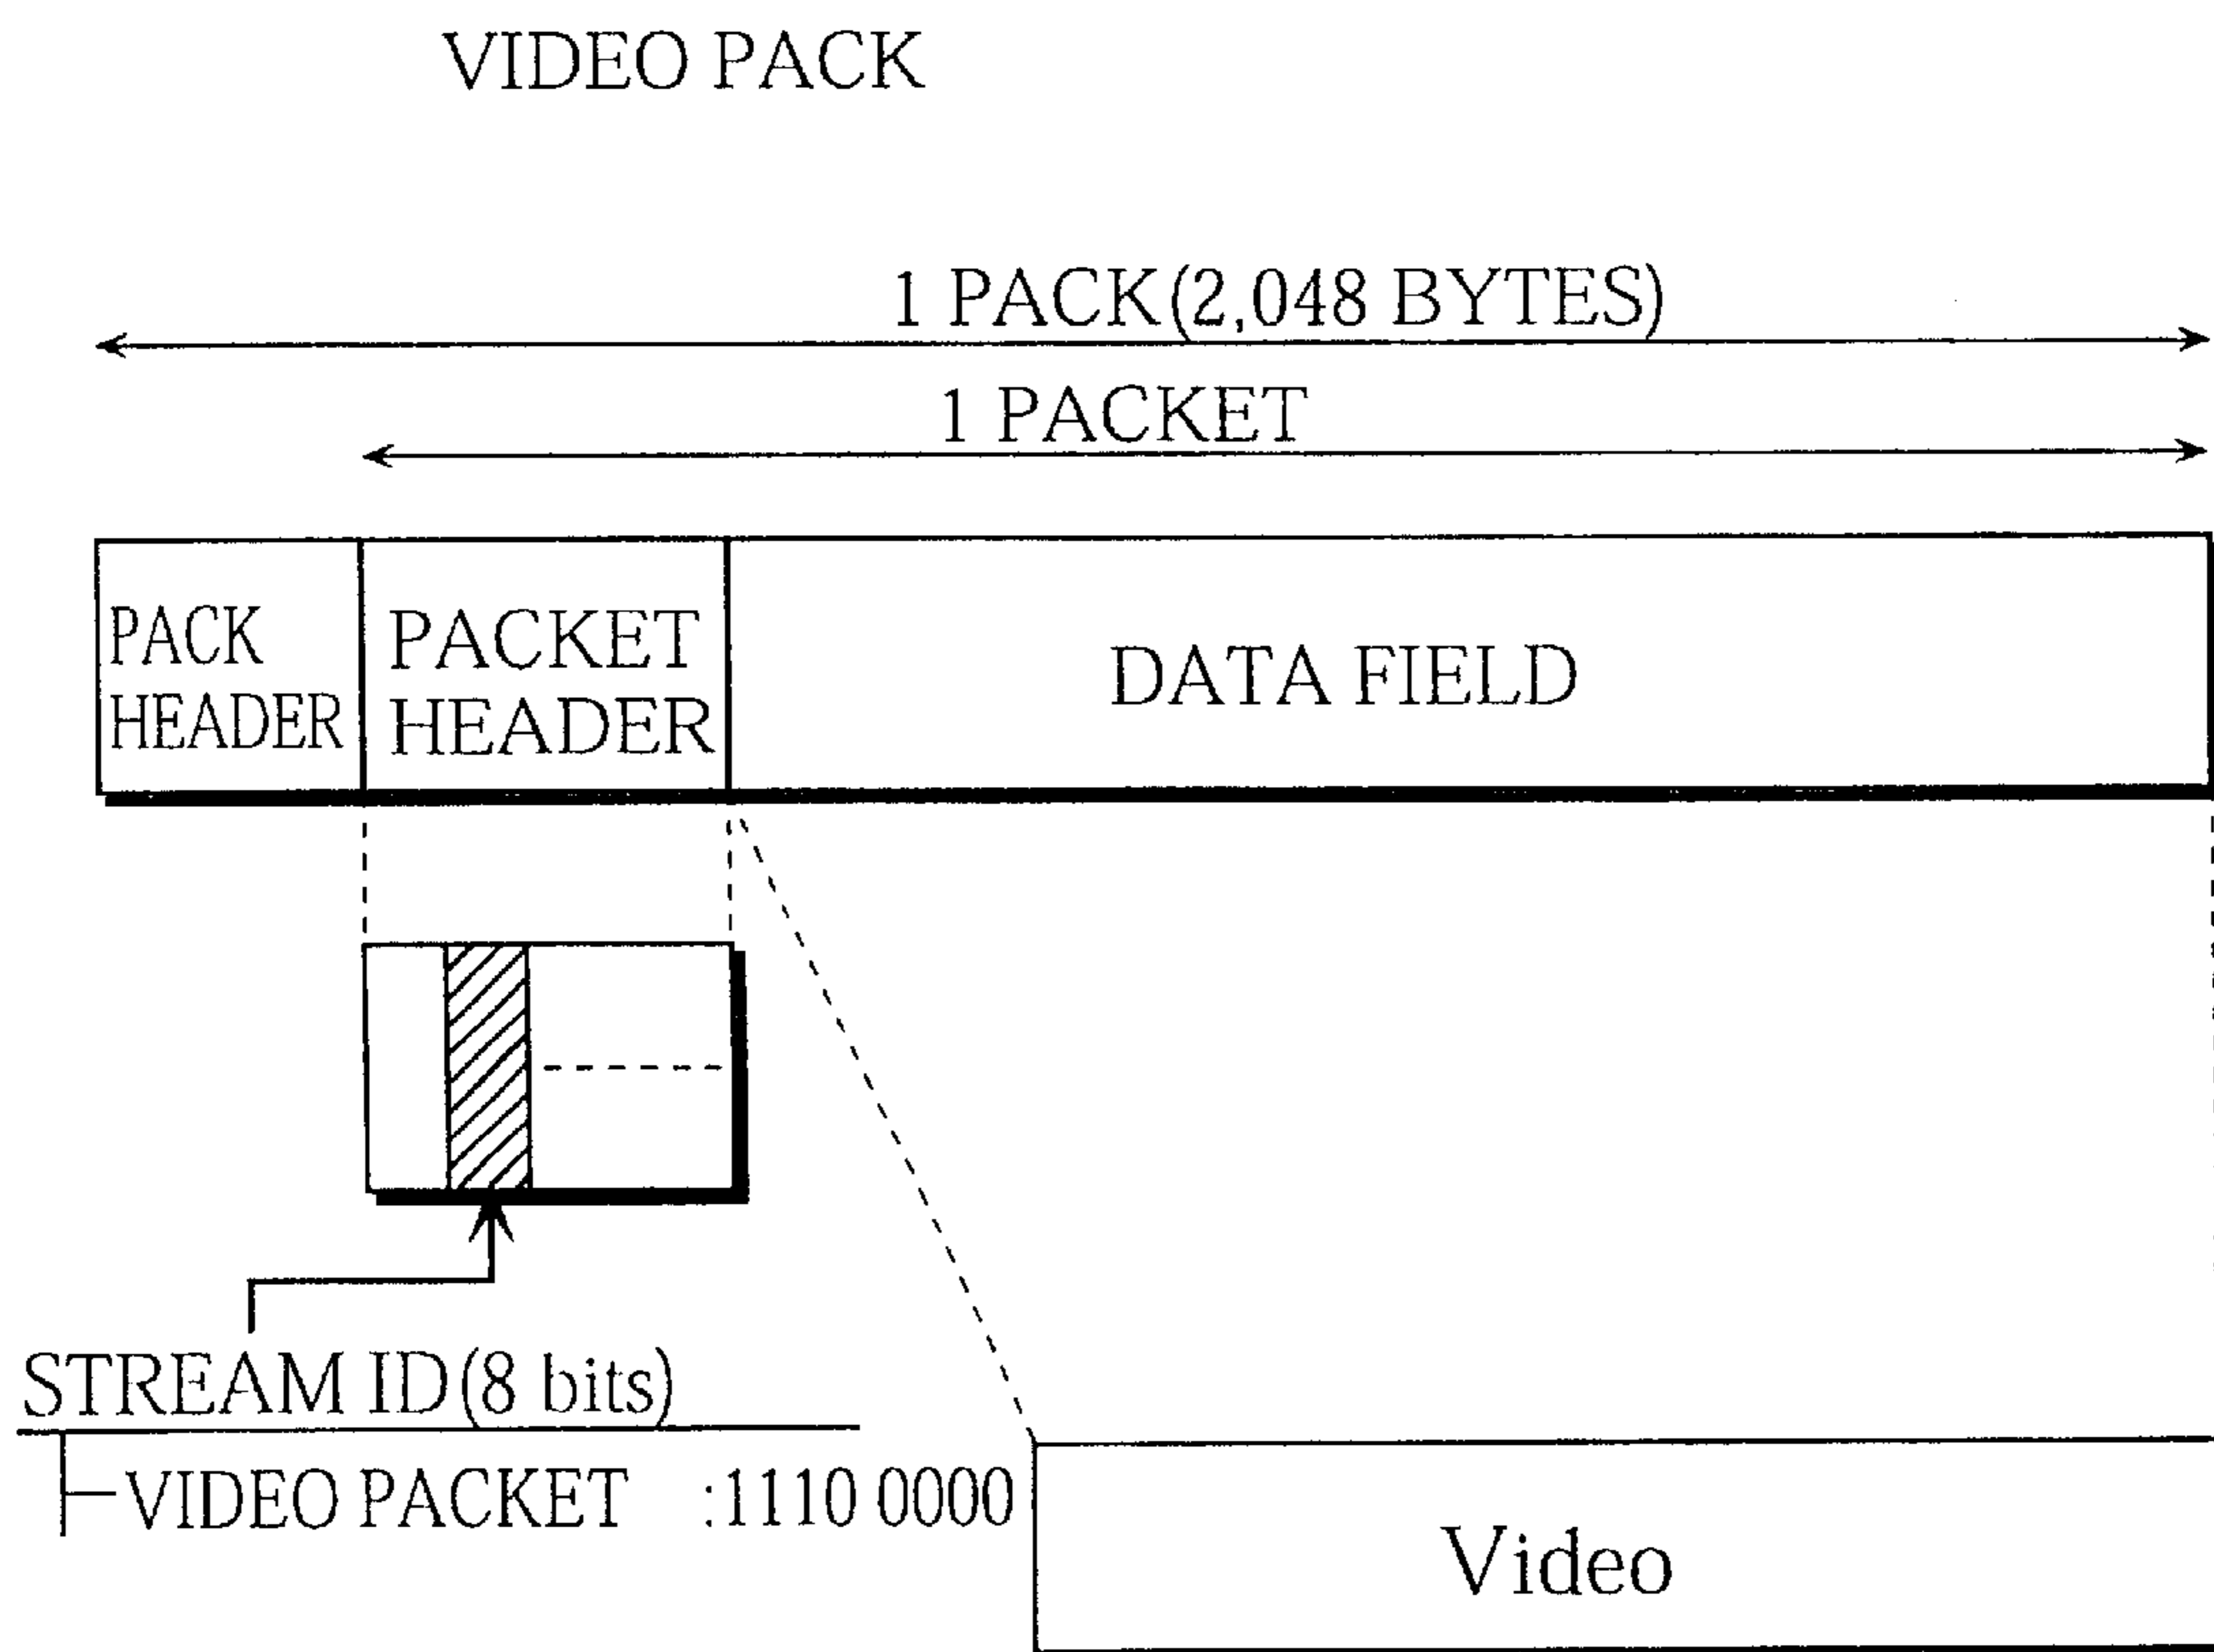 VIDEO PACK
1 PACK(2,048 BYTES)
1 PACKET
PACK
HEADER
PACKET
HEADER
DATA FIELD
STREAM ID(8 bits)
VIDEO PACKET :1110 0000
Video